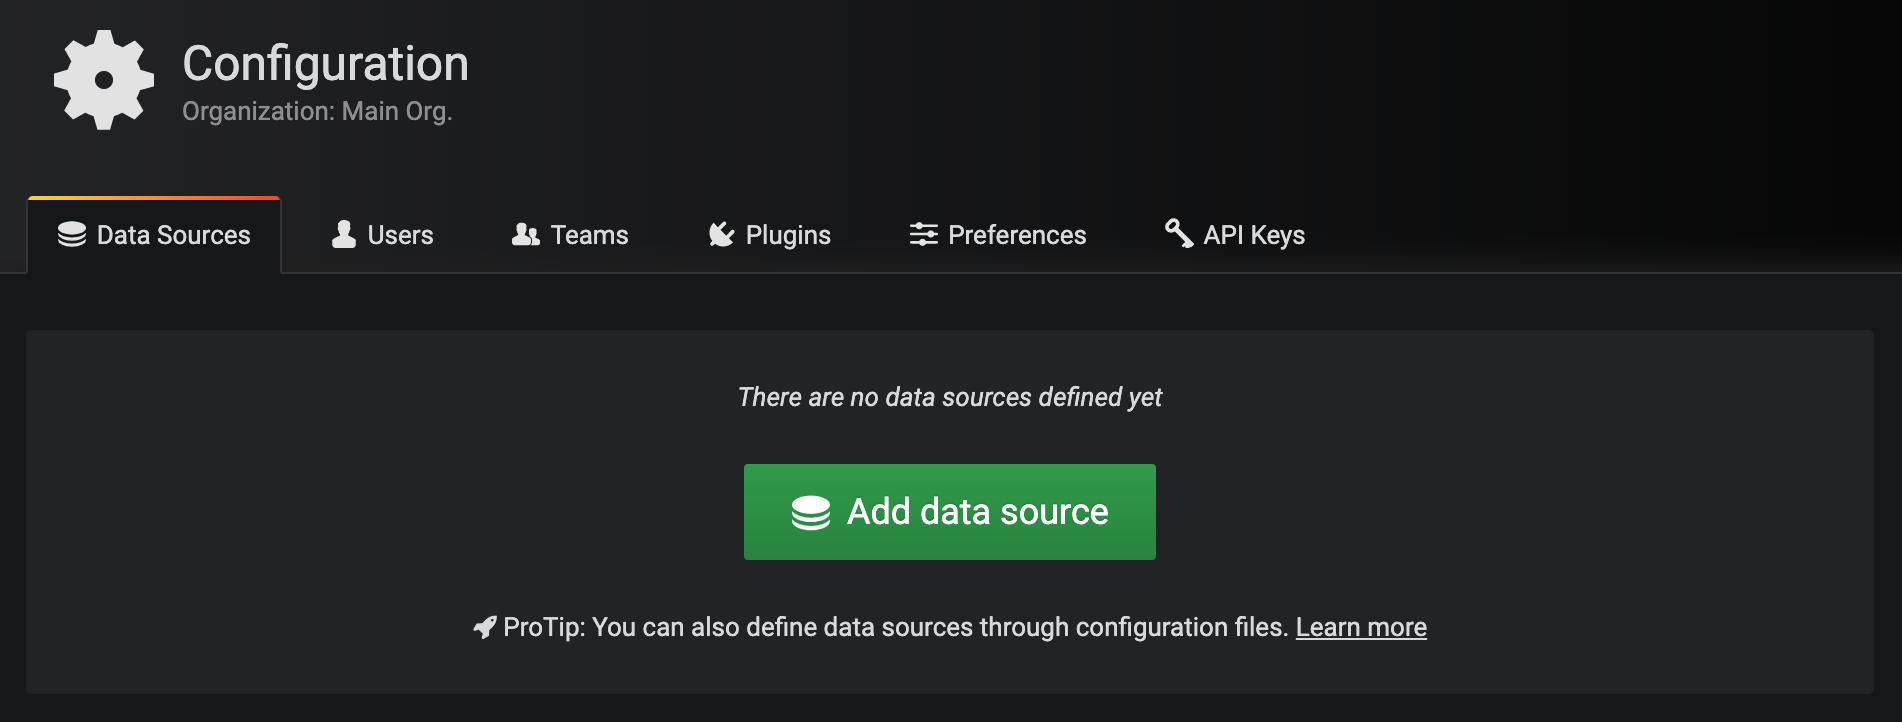 Configuration
Organization: Main Org.
Data Sources Users Teams Plugins Preferences API Keys
There are no data sources defined yet
Add data source
ProTip: You can also define data sources through configuration files. Learn more